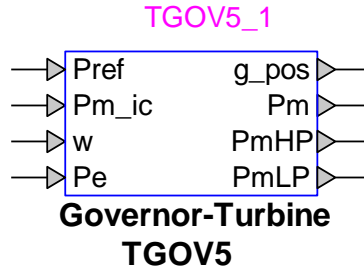 TGOV5_1
Pref g_pos
Pm_ic Pm
w PmHP
Pe PmLP
Governor-Turbine
TGOV5